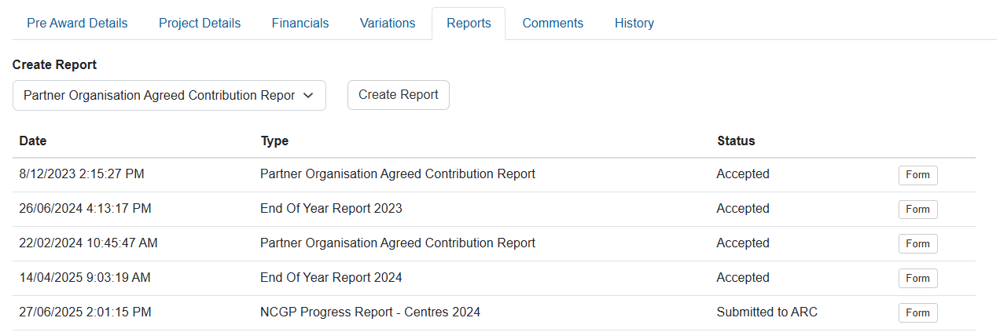 Pre Award Details Project Details Financials Variations Reports Comments History
Create Report
Partner Organisation Agreed Contribution Repor Create Report
Date Type Status
8/12/2023 2:15:27 PM Partner Organisation Agreed Contribution Report Accepted Form
26/06/2024 4:13:17 PM End Of Year Report 2023 Accepted Form
22/02/2024 10:45:47 AM Partner Organisation Agreed Contribution Report Accepted Form
14/04/2025 9:03:19 AM End Of Year Report 2024 Accepted Form
27/06/2025 2:01:15 PM NCGP Progress Report - Centres 2024 Submitted to ARC Form